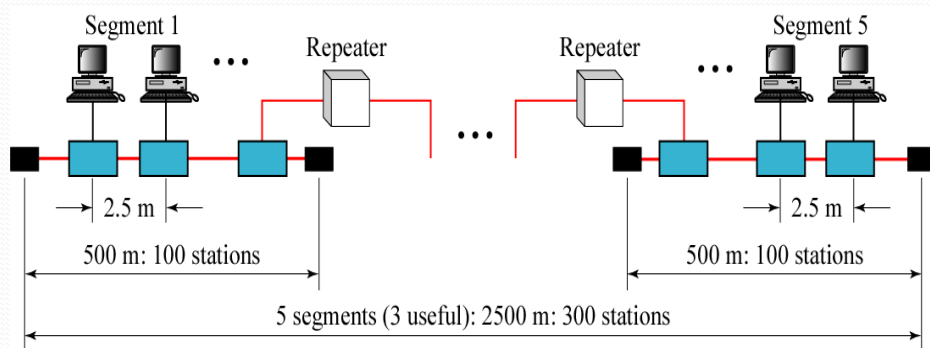 Segment 1
Segment 5
Repeater
Repeater
2.5 m
2.5 m
500 m: 100 stations
500 m: 100 stations
5 segments (3 useful): 2500 m: 300 stations